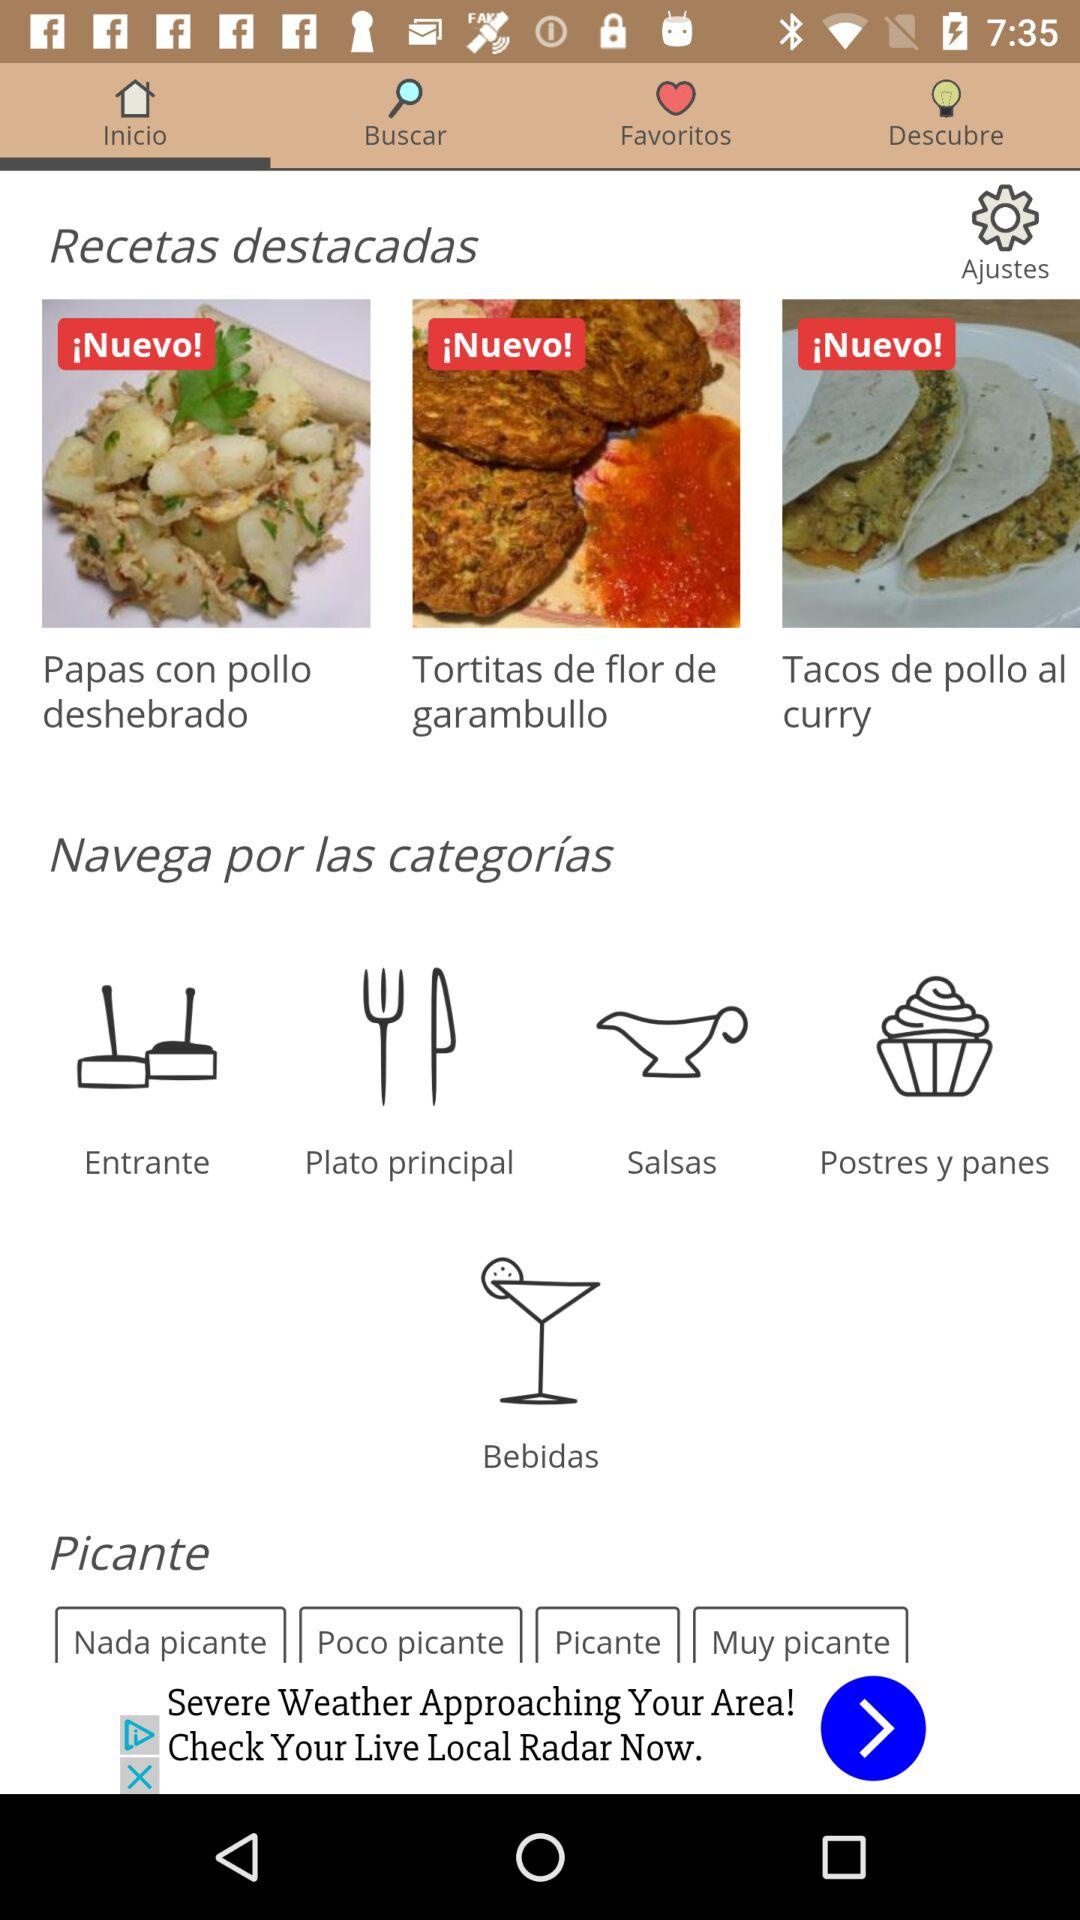 FAKE
7:35
Inicio
Buscar
Favoritos
Descubre
Recetas destacadas
Ajustes
¡Nuevo!
¡Nuevo!
¡Nuevo!
Papas con pollo
deshebrado
Tortitas de flor de
garambullo
Tacos de pollo al
curry
Navega por las categorías
Entrante
Plato principal
Salsas
Postres y panes
Bebidas
Picante
Nada picante
Poco picante
Picante
Muy picante
Severe Weather Approaching Your Area!
Check Your Live Local Radar Now.